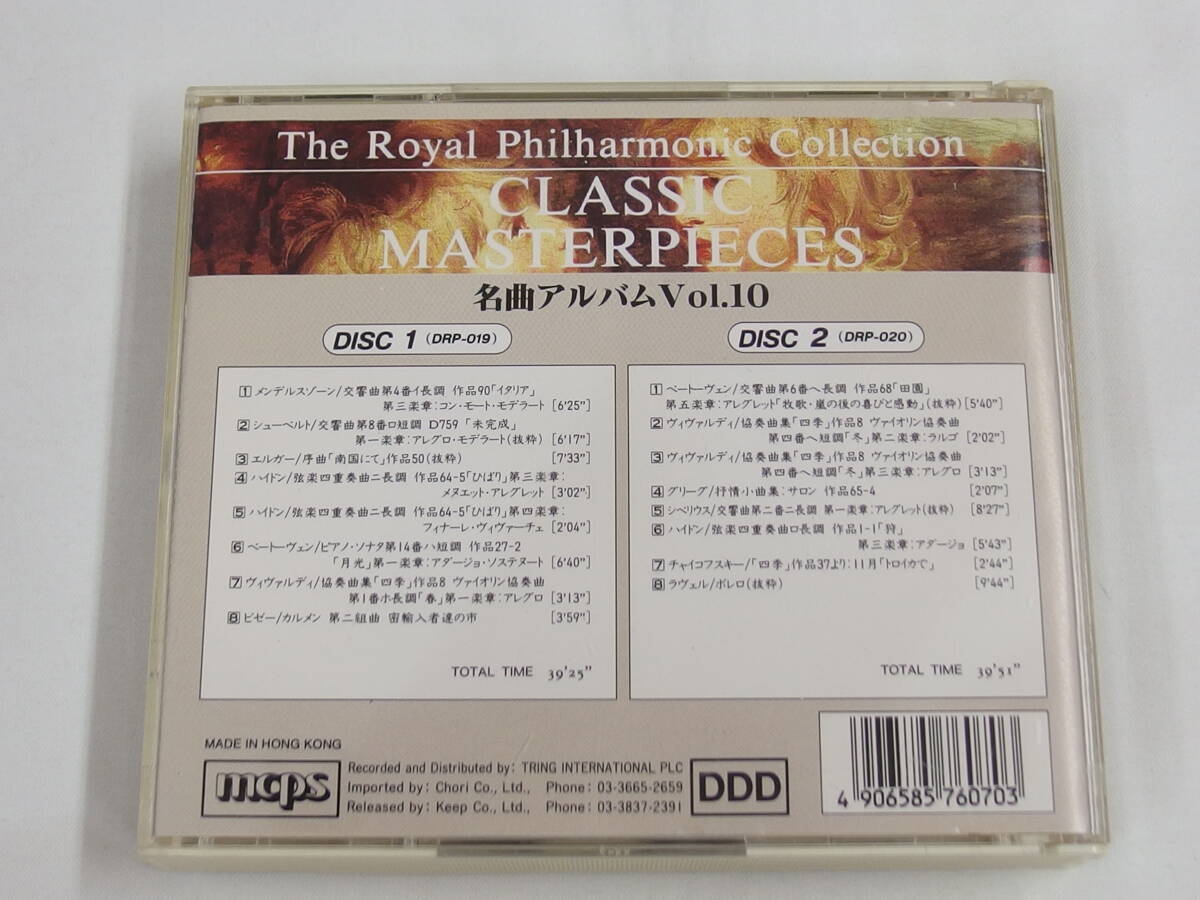 The Royal Philharmonic Collection
CLASSIC
MASTERPIECES
名曲アルバムVol.10
DISC 1 (DRP-019)
1 メンデルスゾーン/交響曲第4番イ長調 作品90「イタリア」
第三楽章:コン・モート・モデラート [6'25"]
2 シューベルト/交響曲第8番ロ短調 D759 「未完成」
第一楽章:アレグロ・モデラート(抜粋) [6'17"]
3 エルガー/序曲「南国にて」作品50(抜粋) [7'33"]
4 ハイドン/弦楽四重奏曲ニ長調 作品64-5「ひばり」第三楽章:
メヌエット・アレグレット [3'02"]
5 ハイドン/弦楽四重奏曲ニ長調 作品64-5「ひばり」第四楽章:
フィナーレ・ヴィヴァーチェ [2'04"]
6 ベートーヴェン/ピアノ・ソナタ第14番ハ短調 作品27-2
「月光」第一楽章:アダージョ・ソステヌート [6'40"]
7 ヴィヴァルディ/協奏曲集「四季」作品8 ヴァイオリン協奏曲
第1番ホ長調「春」第一楽章:アレグロ [3'13"]
8 ビゼー/カルメン 第二組曲 密輸入者達の市 [3'59"]
TOTAL TIME 39'25"
DISC 2 (DRP-020)
1 ベートーヴェン/交響曲第6番ヘ長調 作品68「田園」
第五楽章:アレグレット「牧歌・嵐の後の喜びと感動」(抜粋) [5'40"]
2 ヴィヴァルディ/協奏曲集「四季」作品8 ヴァイオリン協奏曲
第四番ヘ短調「冬」第二楽章:ラルゴ [2'02"]
3 ヴィヴァルディ/協奏曲集「四季」作品8 ヴァイオリン協奏曲
第四番ヘ短調「冬」第三楽章:アレグロ [3'13"]
4 グリーグ/抒情小曲集:サロン 作品65-4 [2'07"]
5 シベリウス/交響曲第二番ニ長調 第一楽章:アレグレット(抜粋) [8'27"]
6 ハイドン/弦楽四重奏曲ロ長調 作品1-1「狩」
第三楽章:アダージョ [5'43"]
7 チャイコフスキー/「四季」作品37より:11月「トロイカで」 [2'44"]
8 ラヴェル/ボレロ(抜粋) [9'44"]
TOTAL TIME 39'51"
MADE IN HONG KONG
mcps
Recorded and Distributed by: TRING INTERNATIONAL PLC
Imported by: Chori Co., Ltd., Phone: 03-3665-2659
Released by: Keep Co., Ltd., Phone: 03-3837-2391
DDD
4 906585 760703